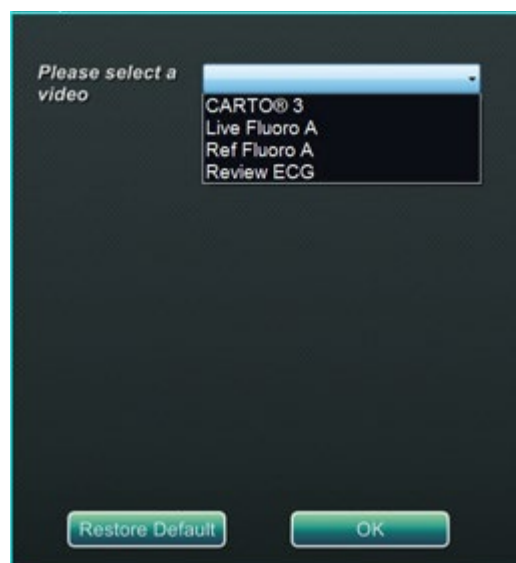 Please select a
video
CARTO® 3
Live Fluoro A
Ref Fluoro A
Review ECG
Restore Default
OK